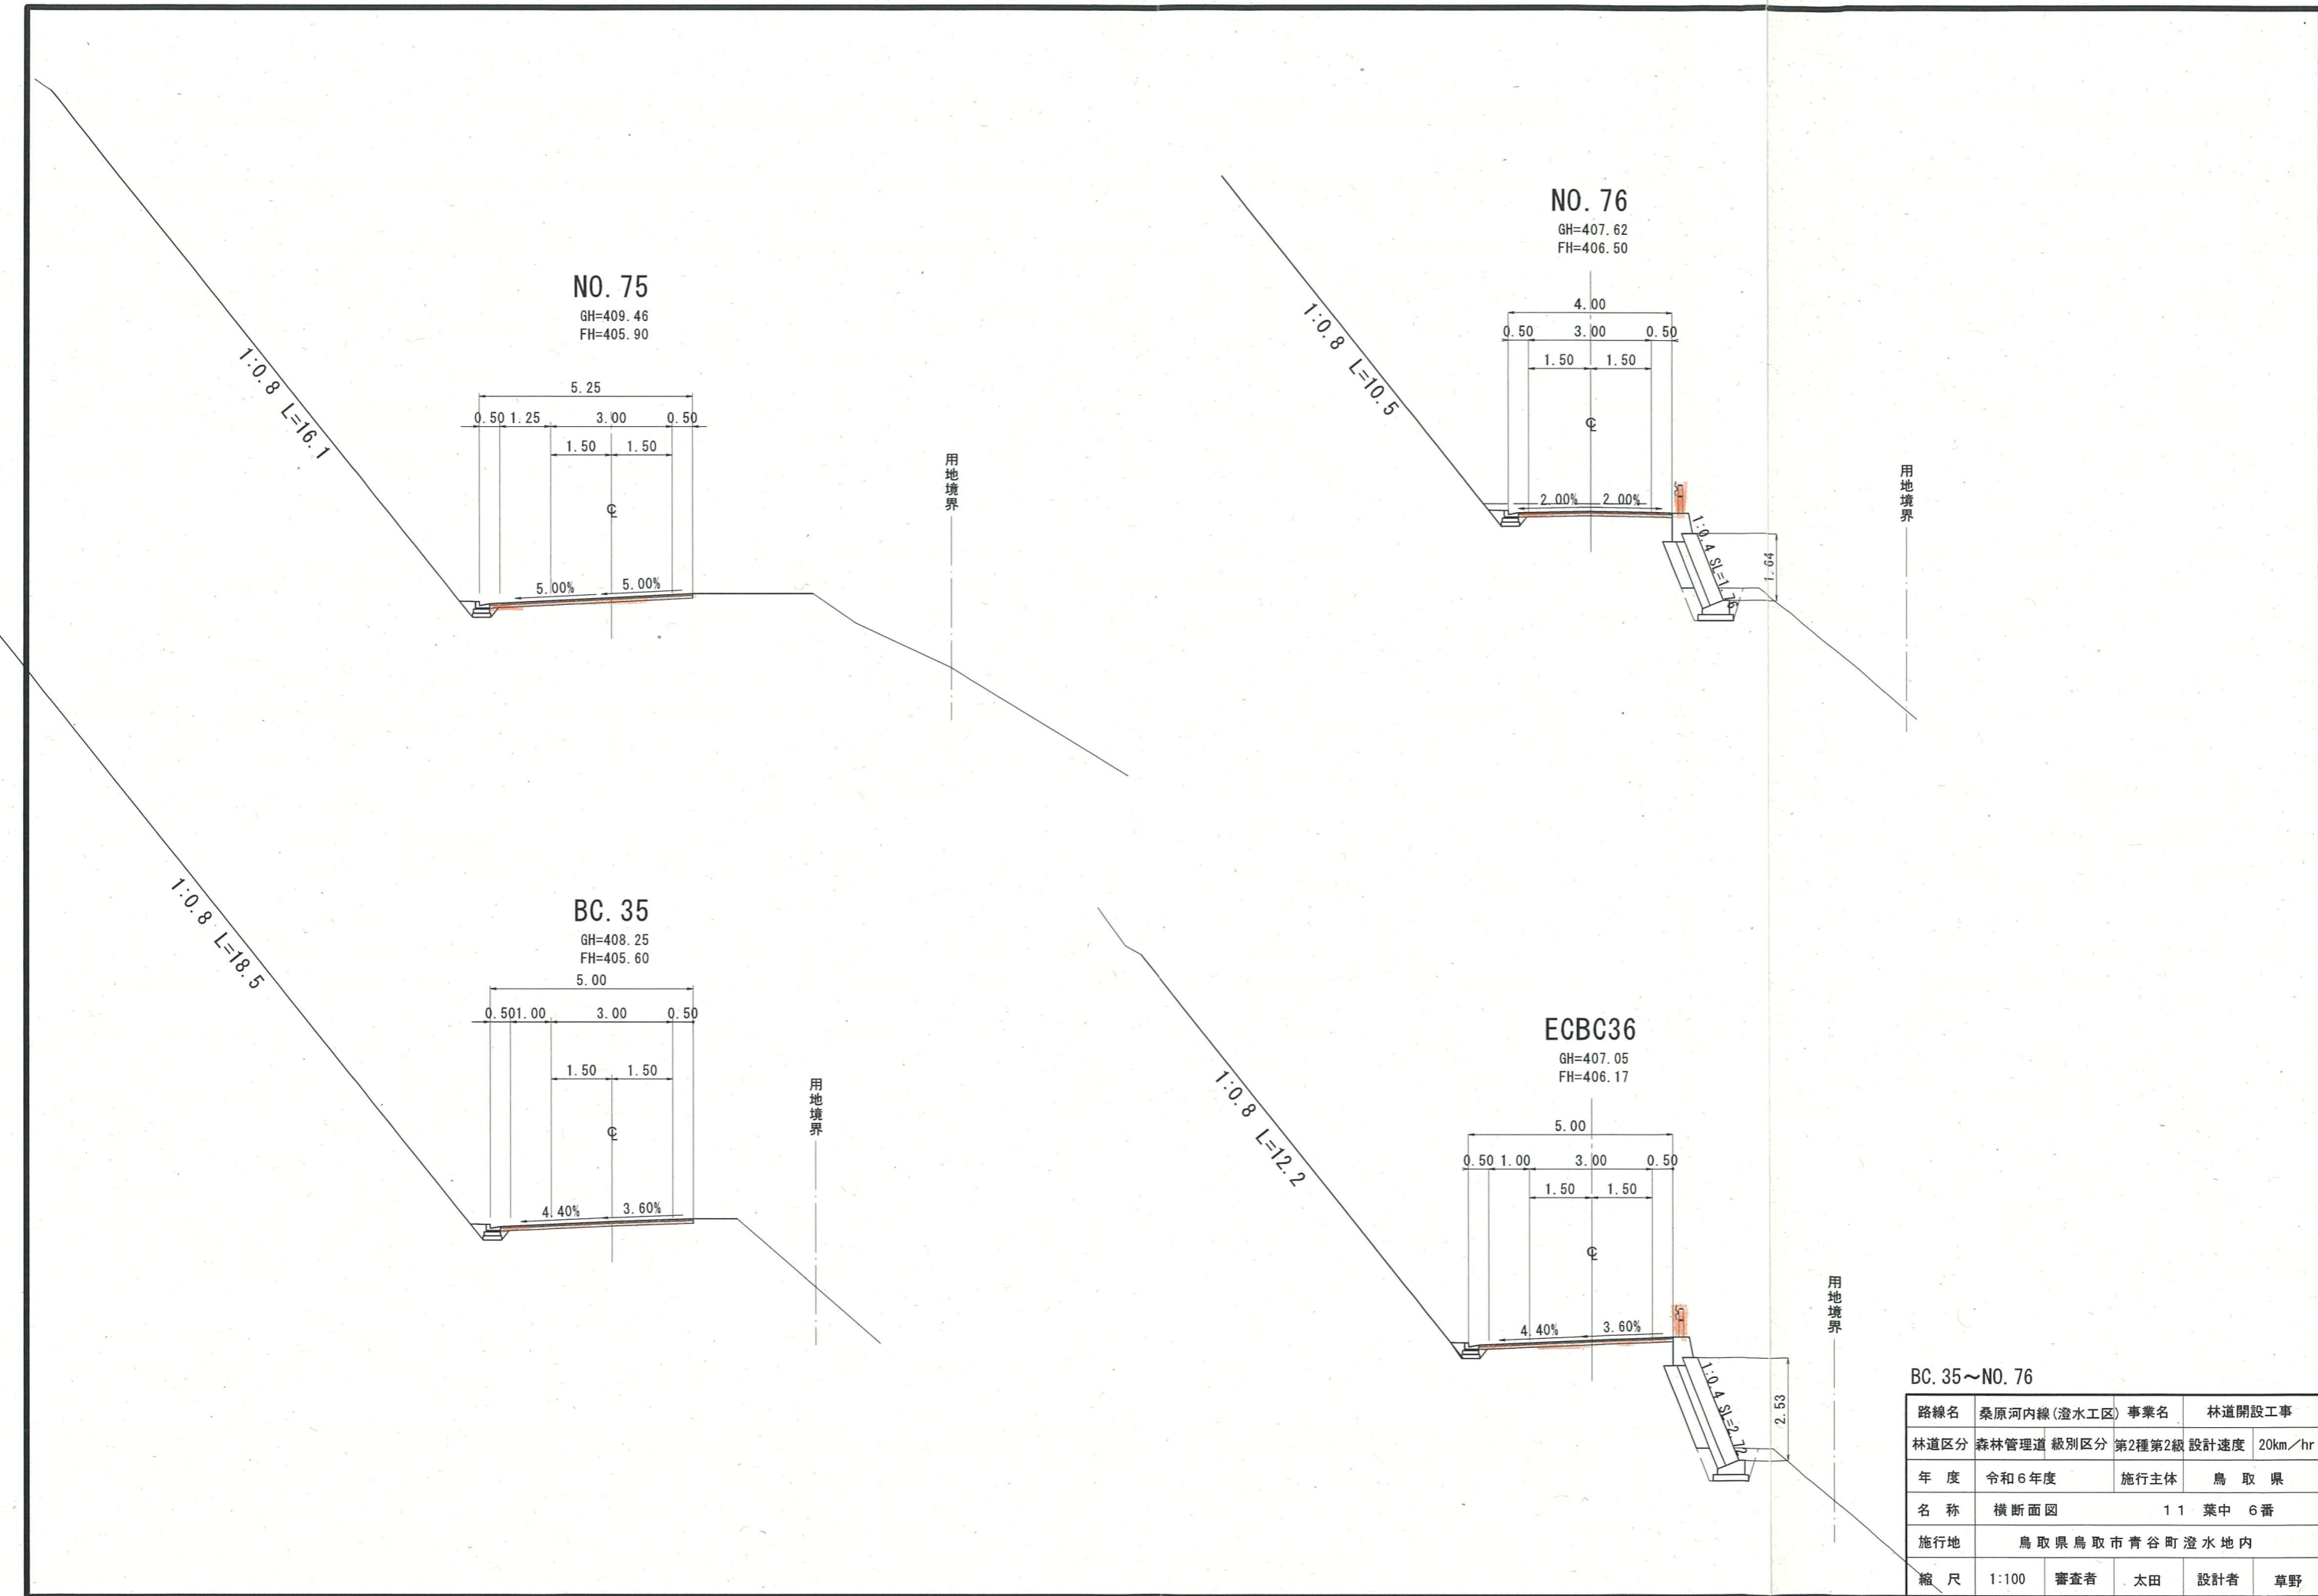 NO. 75
GH=409.46
FH=405.90
5.25
0.50 1.25 3.00 0.50
1.50 1.50
℄
5.00% 5.00%
1:0.8 L=16.1
用地境界
NO. 76
GH=407.62
FH=406.50
4.00
0.50 3.00 0.50
1.50 1.50
℄
2.00% 2.00%
1:0.8 L=10.5
1:0.4 SL=1.76
1.64
用地境界
BC. 35
GH=408.25
FH=405.60
5.00
0.50 1.00 3.00 0.50
1.50 1.50
℄
4.40% 3.60%
1:0.8 L=18.5
用地境界
ECBC36
GH=407.05
FH=406.17
5.00
0.50 1.00 3.00 0.50
1.50 1.50
℄
4.40% 3.60%
1:0.8 L=12.2
1:0.4 SL=2.72
2.53
用地境界
BC. 35～NO. 76
路線名 桑原河内線(澄水工区) 事業名 林道開設工事
林道区分 森林管理道 級別区分 第2種第2級 設計速度 20km／hr
年 度 令和６年度 施行主体 鳥 取 県
名 称 横断面図 １１ 葉中 ６番
施行地 鳥取県鳥取市青谷町澄水地内
縮 尺 1:100 審査者 太田 設計者 草野